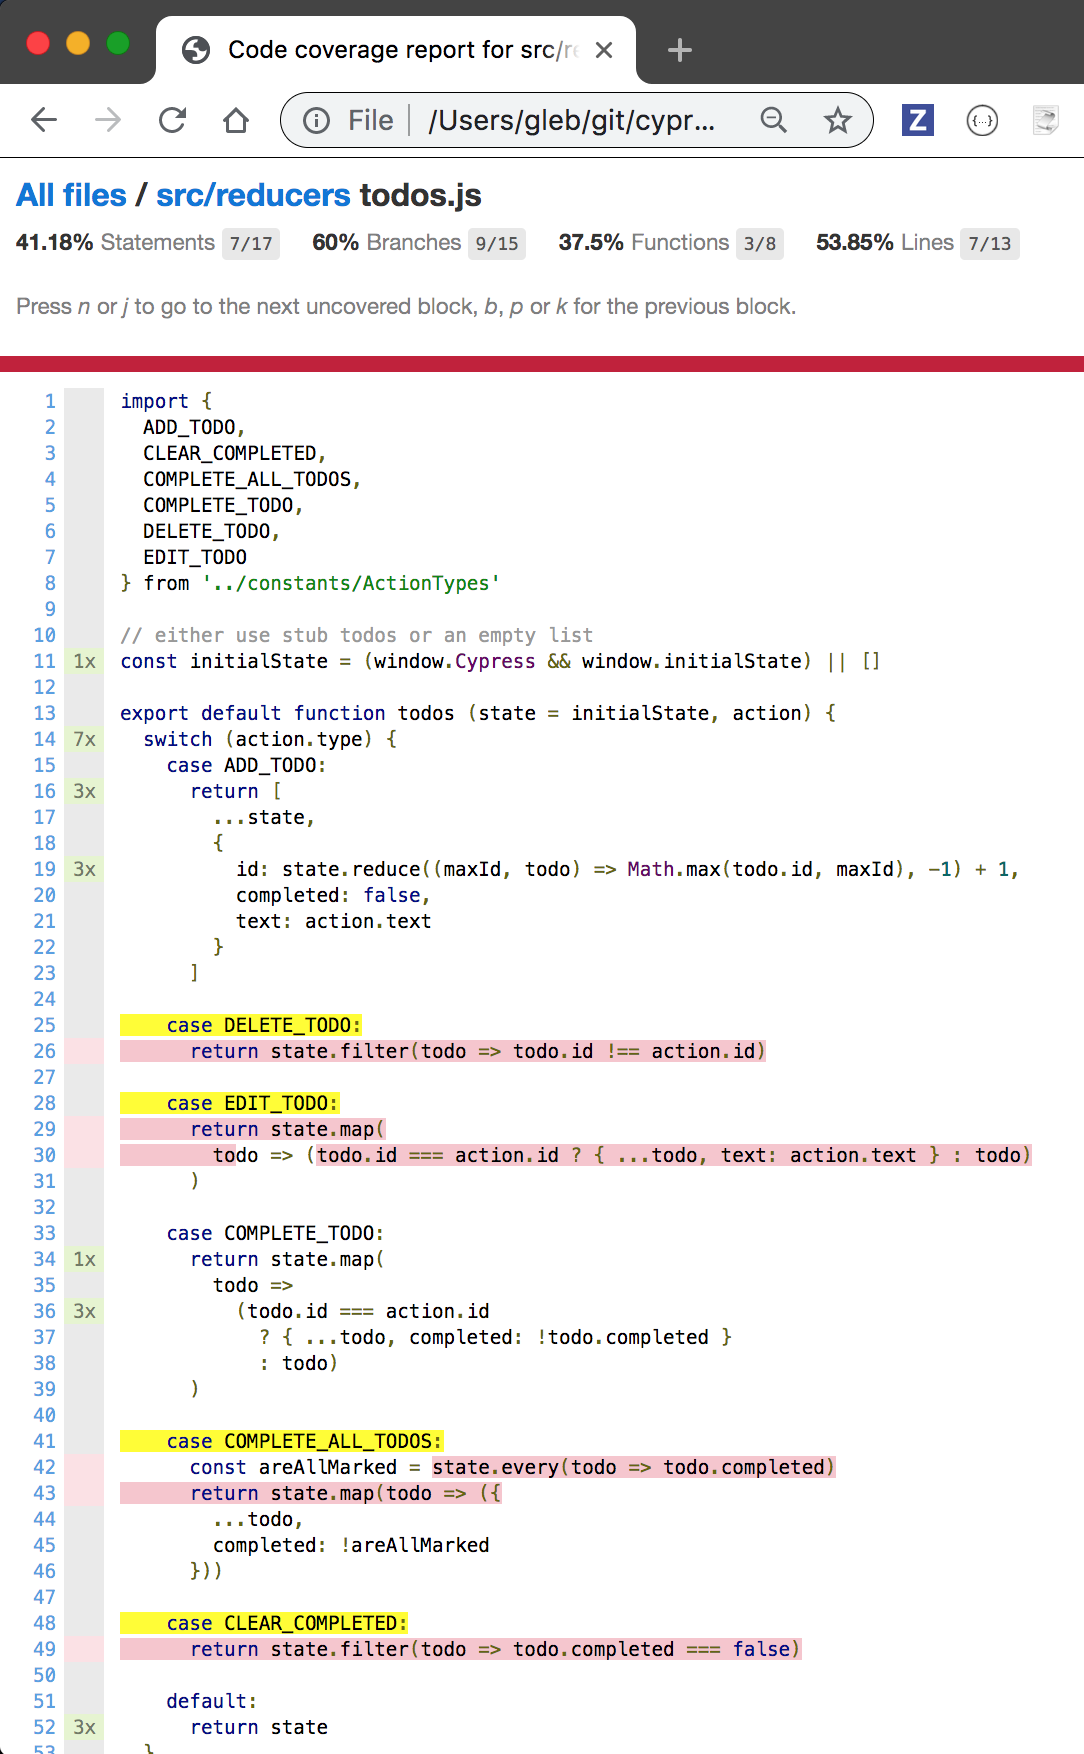 Code coverage report for src/re
File /Users/gleb/git/cypr...
Z
{...}
All files / src/reducers todos.js
41.18% Statements 7/17 60% Branches 9/15 37.5% Functions 3/8 53.85% Lines 7/13
Press n or j to go to the next uncovered block, b, p or k for the previous block.
1 import {
2 ADD_TODO,
3 CLEAR_COMPLETED,
4 COMPLETE_ALL_TODOS,
5 COMPLETE_TODO,
6 DELETE_TODO,
7 EDIT_TODO
8 } from '../constants/ActionTypes'
9
10 // either use stub todos or an empty list
11 1x const initialState = (window.Cypress && window.initialState) || []
12
13 export default function todos (state = initialState, action) {
14 7x switch (action.type) {
15 case ADD_TODO:
16 3x return [
17 ...state,
18 {
19 3x id: state.reduce((maxId, todo) => Math.max(todo.id, maxId), -1) + 1,
20 completed: false,
21 text: action.text
22 }
23 ]
24
25 case DELETE_TODO:
26 return state.filter(todo => todo.id !== action.id)
27
28 case EDIT_TODO:
29 return state.map(
30 todo => (todo.id === action.id ? { ...todo, text: action.text } : todo)
31 )
32
33 case COMPLETE_TODO:
34 1x return state.map(
35 todo =>
36 3x (todo.id === action.id
37 ? { ...todo, completed: !todo.completed }
38 : todo)
39 )
40
41 case COMPLETE_ALL_TODOS:
42 const areAllMarked = state.every(todo => todo.completed)
43 return state.map(todo => ({
44 ...todo,
45 completed: !areAllMarked
46 }))
47
48 case CLEAR_COMPLETED:
49 return state.filter(todo => todo.completed === false)
50
51 default:
52 3x return state
53 }